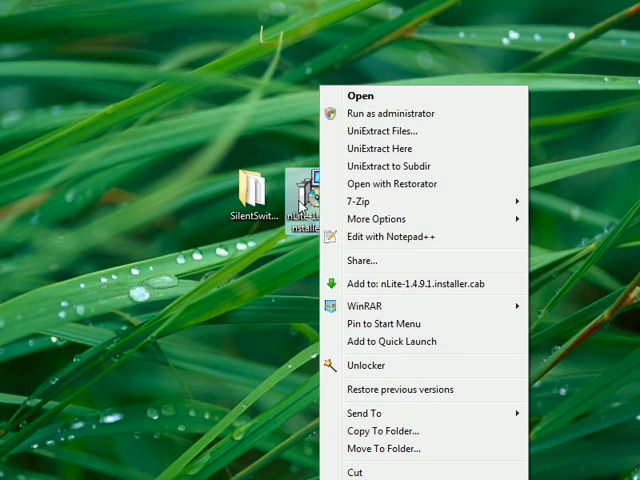 SilentSwit...
Open
Run as administrator
UniExtract Files...
UniExtract Here
UniExtract to Subdir
Open with Restorator
7-Zip
More Options
Edit with Notepad++
Share...
Add to: nLite-1.4.9.1.installer.cab
WinRAR
Pin to Start Menu
Add to Quick Launch
Unlocker
Restore previous versions
Send To
Copy To Folder...
Move To Folder...
Cut